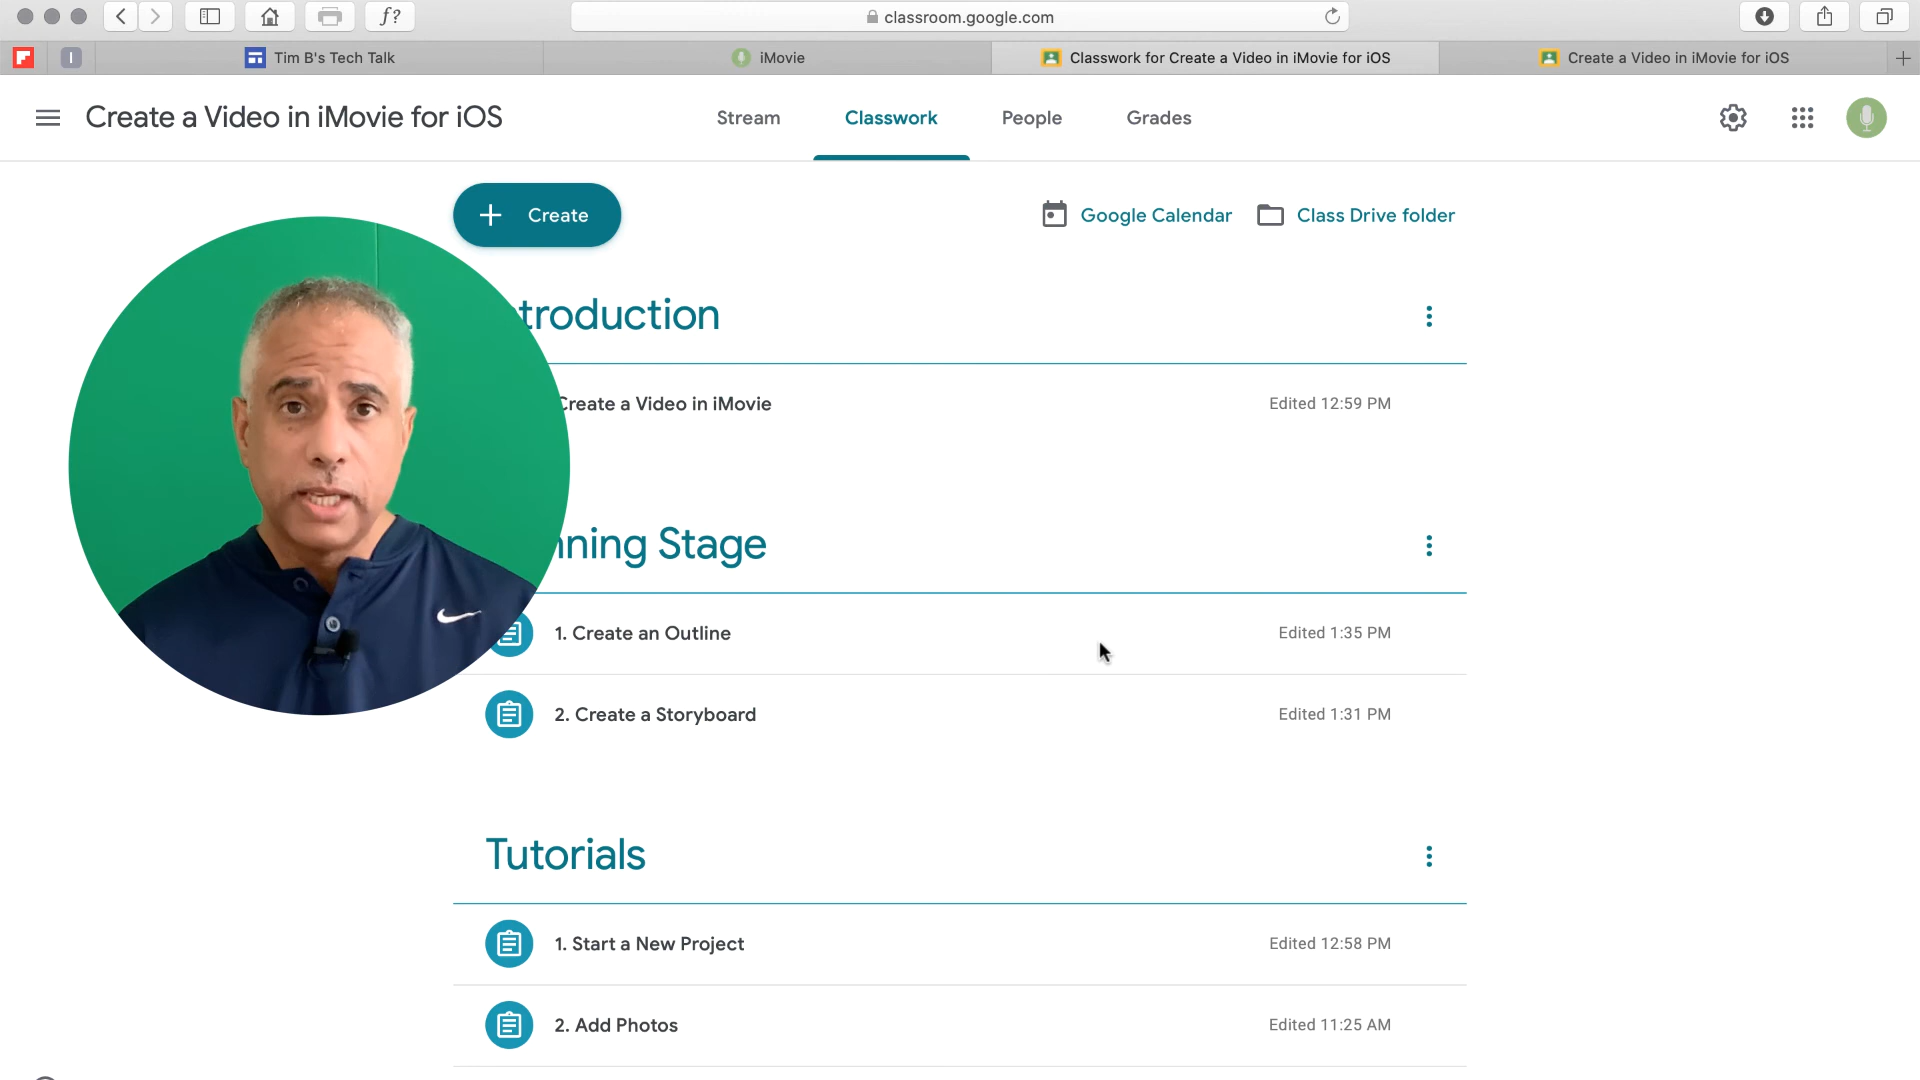 f?
classroom.google.com
I
Tim B's Tech Talk
iMovie
Classwork for Create a Video in iMovie for iOS
Create a Video in iMovie for iOS
Create a Video in iMovie for iOS
Stream
Classwork
People
Grades
Create
Google Calendar
Class Drive folder
troduction
Create a Video in iMovie
Edited 12:59 PM
nning Stage
1. Create an Outline
Edited 1:35 PM
2. Create a Storyboard
Edited 1:31 PM
Tutorials
1. Start a New Project
Edited 12:58 PM
2. Add Photos
Edited 11:25 AM